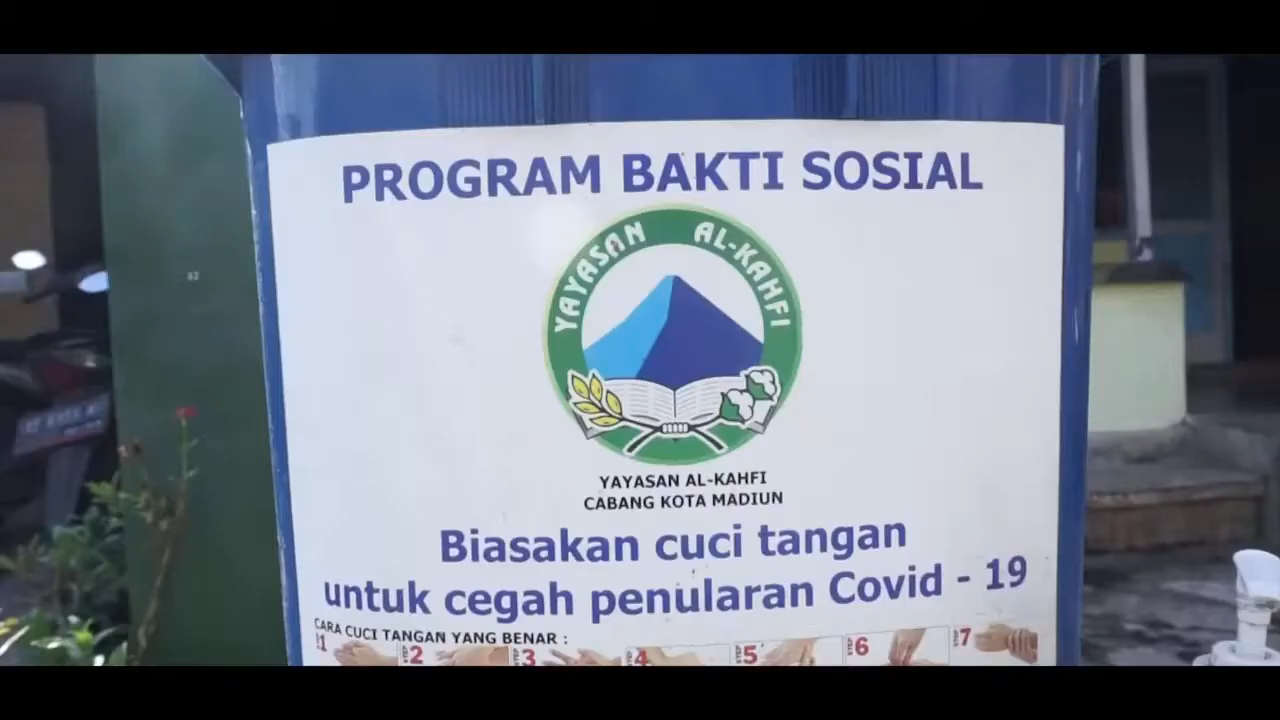 PROGRAM BAKTI SOSIAL
YAYASAN AL-KAHFI
YAYASAN AL-KAHFI
CABANG KOTA MADIUN
Biasakan cuci tangan
untuk cegah penularan Covid - 19
CARA CUCI TANGAN YANG BENAR :
STEP 1 STEP 2 STEP 3 STEP 4 STEP 5 STEP 6 STEP 7